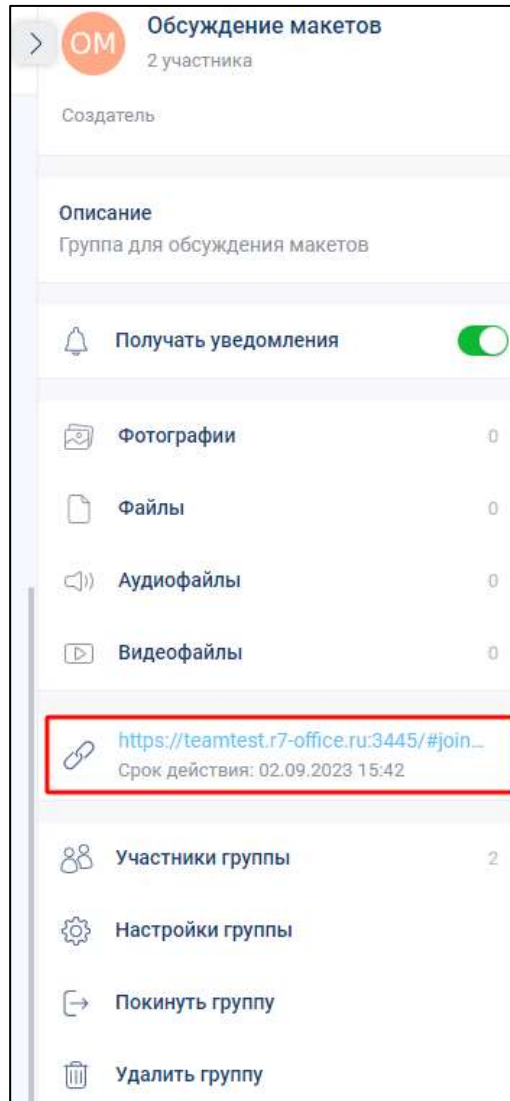 ОМ
Обсуждение макетов
2 участника
Создатель
Описание
Группа для обсуждения макетов
Получать уведомления
Фотографии 0
Файлы 0
Аудиофайлы 0
Видеофайлы 0
https://teamtest.r7-office.ru:3445/#join...
Срок действия: 02.09.2023 15:42
Участники группы 2
Настройки группы
Покинуть группу
Удалить группу